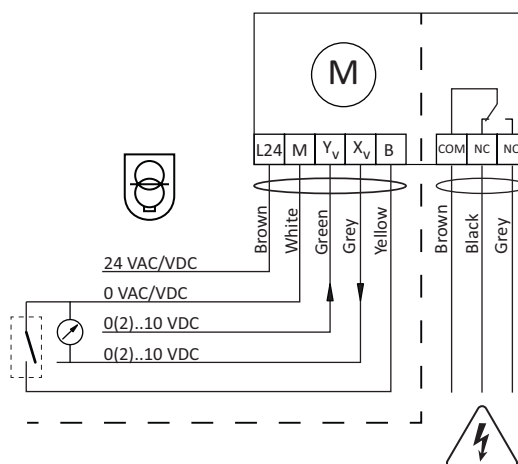 M
L24 M Yv Xv B
COM NC NO
Brown White Green Grey Yellow
Brown Black Grey
24 VAC/VDC
0 VAC/VDC
0(2)..10 VDC
0(2)..10 VDC